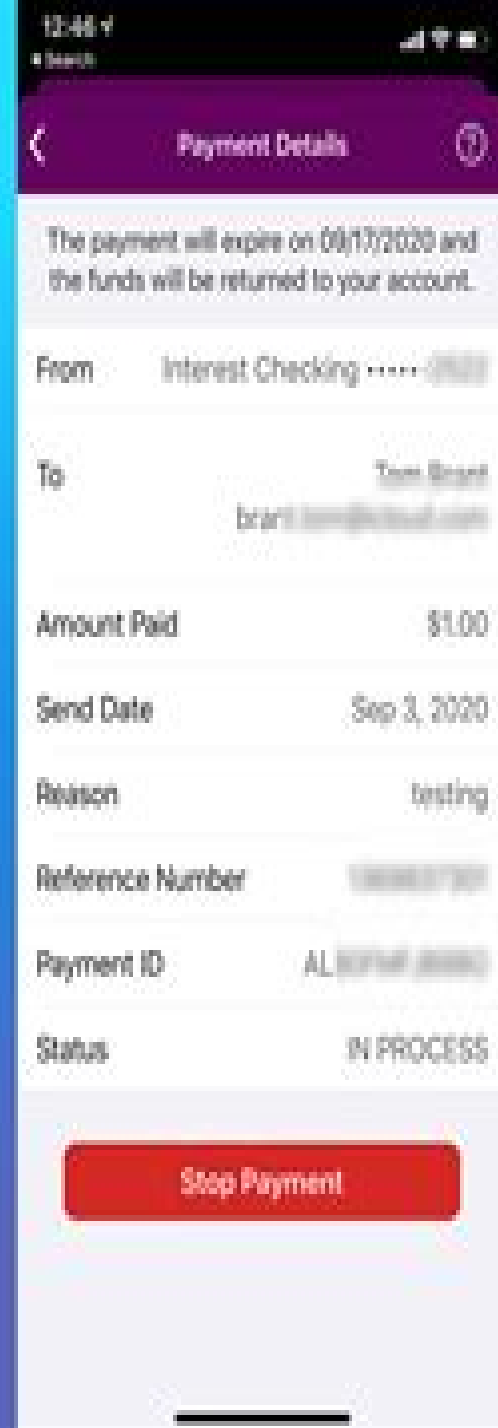 12:46
Search
Payment Details
The payment will expire on 09/17/2020 and
the funds will be returned to your account.
From Interest Checking •••••
To Tom Brant
Amount Paid $1.00
Send Date Sep 3, 2020
Reason testing
Reference Number
Payment ID AL
Status IN PROCESS
Stop Payment